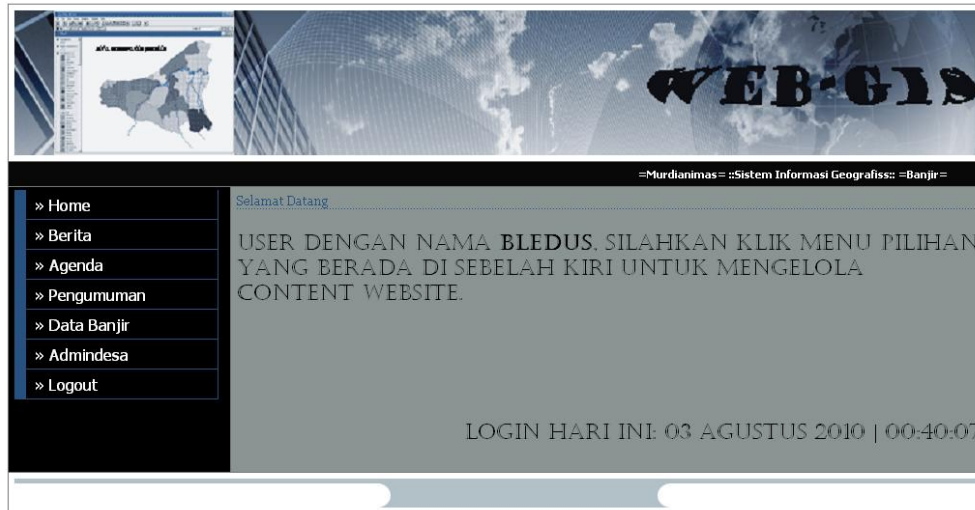 WEB-GIS
=Murdianimas= ::Sistem Informasi Geografiss:: =Banjir=
» Home
» Berita
» Agenda
» Pengumuman
» Data Banjir
» Admindesa
» Logout
Selamat Datang
USER DENGAN NAMA BLEDUS, SILAHKAN KLIK MENU PILIHAN
YANG BERADA DI SEBELAH KIRI UNTUK MENGELOLA
CONTENT WEBSITE.
LOGIN HARI INI: 03 AGUSTUS 2010 | 00:40:07